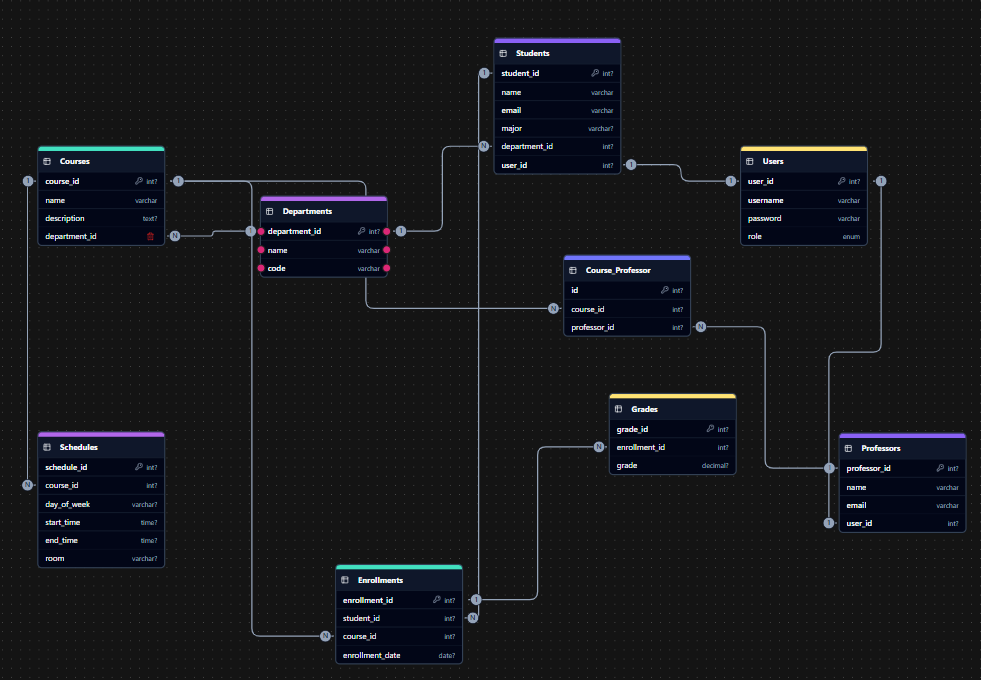 Students
student_id int?
name varchar
email varchar
major varchar?
department_id int?
user_id int?
Courses
course_id int?
name varchar
description text?
department_id
Departments
department_id int?
name varchar
code varchar
Users
user_id int?
username varchar
password varchar
role enum
Course_Professor
id int?
course_id int?
professor_id int?
Grades
grade_id int?
enrollment_id int?
grade decimal?
Schedules
schedule_id int?
course_id int?
day_of_week varchar?
start_time time?
end_time time?
room varchar?
Professors
professor_id int?
name varchar
email varchar
user_id int?
Enrollments
enrollment_id int?
student_id int?
course_id int?
enrollment_date date?
1
N
1
1
1
1
1
N
1
1
N
N
N
N
1
1
1
N
N